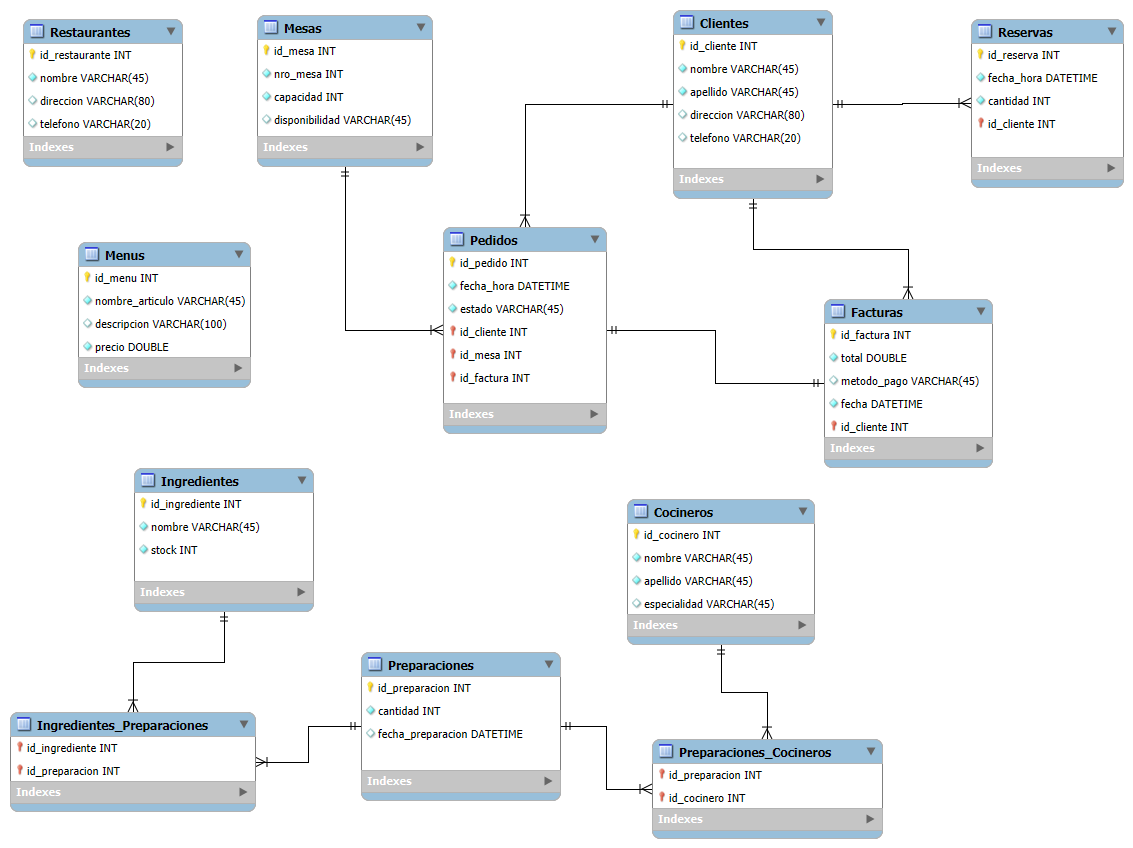 Restaurantes
id_restaurante INT
nombre VARCHAR(45)
direccion VARCHAR(80)
telefono VARCHAR(20)
Indexes
Mesas
id_mesa INT
nro_mesa INT
capacidad INT
disponibilidad VARCHAR(45)
Indexes
Clientes
id_cliente INT
nombre VARCHAR(45)
apellido VARCHAR(45)
direccion VARCHAR(80)
telefono VARCHAR(20)
Indexes
Reservas
id_reserva INT
fecha_hora DATETIME
cantidad INT
id_cliente INT
Indexes
Menus
id_menu INT
nombre_articulo VARCHAR(45)
descripcion VARCHAR(100)
precio DOUBLE
Indexes
Pedidos
id_pedido INT
fecha_hora DATETIME
estado VARCHAR(45)
id_cliente INT
id_mesa INT
id_factura INT
Indexes
Facturas
id_factura INT
total DOUBLE
metodo_pago VARCHAR(45)
fecha DATETIME
id_cliente INT
Indexes
Ingredientes
id_ingrediente INT
nombre VARCHAR(45)
stock INT
Indexes
Cocineros
id_cocinero INT
nombre VARCHAR(45)
apellido VARCHAR(45)
especialidad VARCHAR(45)
Indexes
Ingredientes_Preparaciones
id_ingrediente INT
id_preparacion INT
Indexes
Preparaciones
id_preparacion INT
cantidad INT
fecha_preparacion DATETIME
Indexes
Preparaciones_Cocineros
id_preparacion INT
id_cocinero INT
Indexes